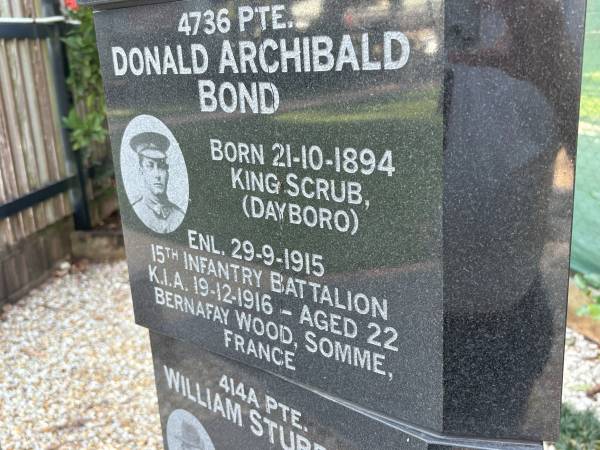 4736 PTE.
DONALD ARCHIBALD
BOND
BORN 21-10-1894
KING SCRUB,
(DAYBORO)
ENL. 29-9-1915
15TH INFANTRY BATTALION
K.I.A. 19-12-1916 – AGED 22
BERNAFAY WOOD, SOMME,
FRANCE
414A PTE.
WILLIAM